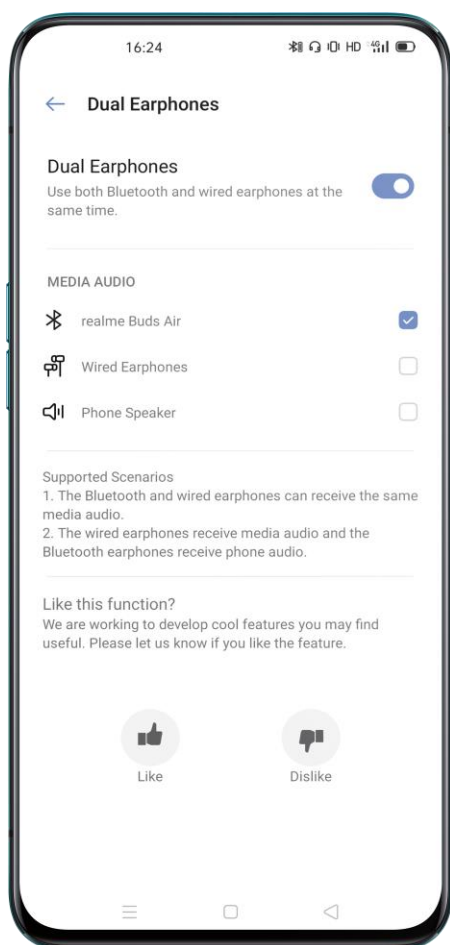 16:24 HD 4G
Dual Earphones
Dual Earphones
Use both Bluetooth and wired earphones at the
same time.
MEDIA AUDIO
realme Buds Air
Wired Earphones
Phone Speaker
Supported Scenarios
1. The Bluetooth and wired earphones can receive the same
media audio.
2. The wired earphones receive media audio and the
Bluetooth earphones receive phone audio.
Like this function?
We are working to develop cool features you may find
useful. Please let us know if you like the feature.
Like Dislike